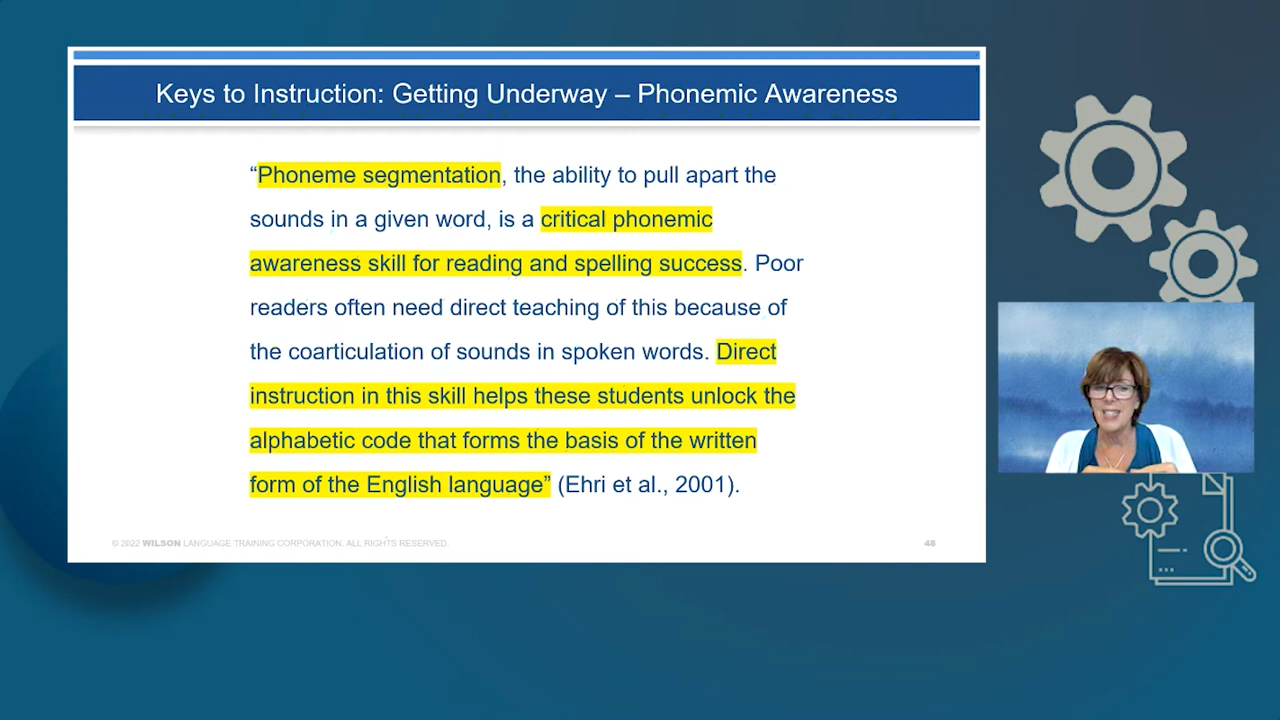 Keys to Instruction: Getting Underway – Phonemic Awareness
“Phoneme segmentation, the ability to pull apart the
sounds in a given word, is a critical phonemic
awareness skill for reading and spelling success. Poor
readers often need direct teaching of this because of
the coarticulation of sounds in spoken words. Direct
instruction in this skill helps these students unlock the
alphabetic code that forms the basis of the written
form of the English language” (Ehri et al., 2001).
© 2022 WILSON LANGUAGE TRAINING CORPORATION. ALL RIGHTS RESERVED.
48